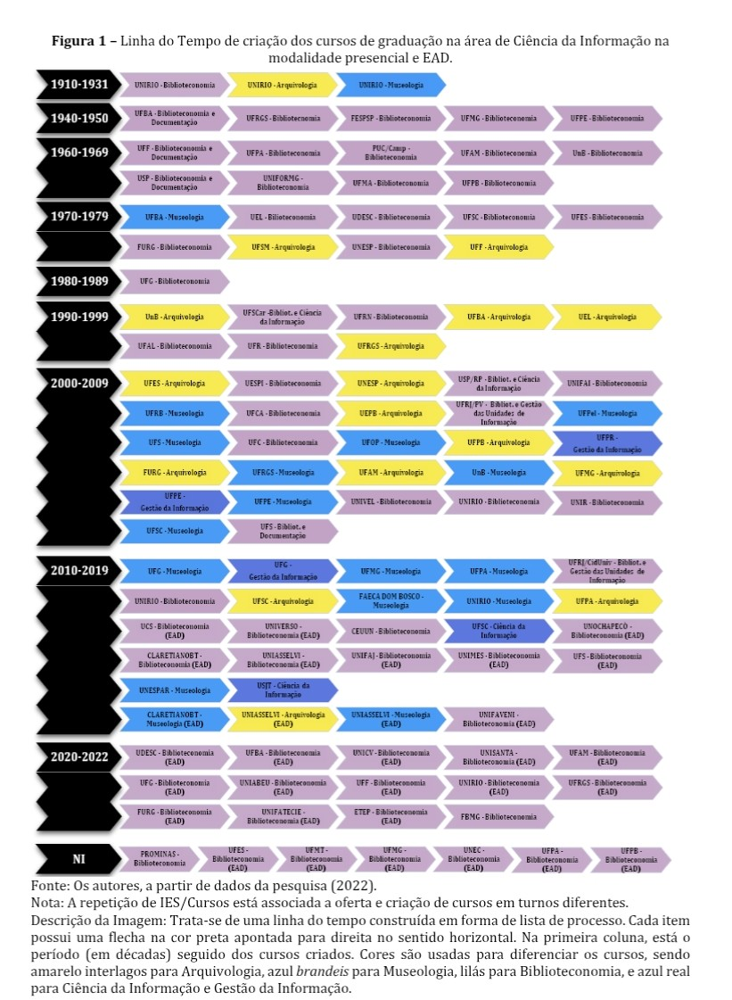 Figura 1 – Linha do Tempo de criação dos cursos de graduação na área de Ciência da Informação na
modalidade presencial e EAD.
1910-1931
UNIRIO - Biblioteconomia
UNIRIO - Arquivologia
UNIRIO - Museologia
1940-1950
UFBA - Biblioteconomia e
Documentação
UFRGS - Biblioteconomia
FESPSP - Biblioteconomia
UFMG - Biblioteconomia
UFPE - Biblioteconomia
1960-1969
UFF - Biblioteconomia e
Documentação
UFPA - Biblioteconomia
PUC/Camp -
Biblioteconomia
UFAM - Biblioteconomia
UnB - Biblioteconomia
USP - Biblioteconomia e
Documentação
UNIFORMG -
Biblioteconomia
UFMA - Biblioteconomia
UFPB - Biblioteconomia
1970-1979
UFBA - Museologia
UEL - Bilioteconomia
UDESC - Biblioteconomia
UFSC - Biblioteconomia
UFES - Biblioteconomia
FURG - Biblioteconomia
UFSM - Arquivologia
UNESP - Biblioteconomia
UFF - Arquivologia
1980-1989
UFG - Biblioteconomia
1990-1999
UnB - Arquivologia
UFSCar -Bibliot. e Ciência
da Informação
UFRN - Biblioteconomia
UFBA - Arquivologia
UEL - Arquivologia
UFAL - Biblioteconomia
UFR - Biblioteconomia
UFRGS - Arquivologia
2000-2009
UFES - Arquivologia
UESPI - Biblioteconomia
UNESP - Arquivologia
USP/RP - Bibliot. e Ciência
da Informação
UNIFAI - Biblioteconomia
UFRB - Museologia
UFCA - Biblioteconomia
UEPB - Arquivologia
UFRJ/PV - Bibliot. e Gestão
das Unidades de
Informação
UFPel - Museologia
UFS - Museologia
UFC - Biblioteconomia
UFOP - Museologia
UFPB - Arquivologia
UFPR -
Gestão da Informação
FURG - Arquivologia
UFRGS - Museologia
UFAM - Arquivologia
UnB - Museologia
UFMG - Arquivologia
UFPE -
Gestão da Informação
UFPE - Museologia
UNIVEL - Biblioteconomia
UNIRIO - Biblioteconomia
UNIR - Biblioteconomia
UFSC - Museologia
UFS - Bibliot. e
Documentação
2010-2019
UFG - Museologia
UFG -
Gestão da Informação
UFMG - Museologia
UFPA - Museologia
UFRJ/CidUniv - Bibliot. e
Gestão das Unidades de
Informação
UNIRIO - Biblioteconomia
UFSC - Arquivologia
FAECA DOM BOSCO -
Museologia
UNIRIO - Museologia
UFPA - Arquivologia
UCS - Biblioteconomia
(EAD)
UNIVERSO -
Biblioteconomia (EAD)
CEUUN - Biblioteconomia
UFSC - Ciência da
Informação
UNOCHAPECÓ -
Biblioteconomia (EAD)
CLARETIANOBT -
Biblioteconomia (EAD)
UNIASSELVI -
Biblioteconomia (EAD)
UNIFAJ - Biblioteconomia
(EAD)
UNIMES - Biblioteconomia
(EAD)
UFS - Biblioteconomia
(EAD)
UNESPAR - Museologia
USJT - Ciência da
Informação
CLARETIANOBT -
Museologia (EAD)
UNIASSELVI - Arquivologia
(EAD)
UNIASSELVI - Museologia
(EAD)
UNIFAVENI -
Biblioteconomia (EAD)
2020-2022
UDESC - Biblioteconomia
(EAD)
UFBA - Biblioteconomia
(EAD)
UNICV - Biblioteconomia
(EAD)
UNISANTA -
Biblioteconomia (EAD)
UFAM - Biblioteconomia
(EAD)
UFG - Biblioteconomia
(EAD)
UNIABEU - Biblioteconomia
(EAD)
UFF - Biblioteconomia
(EAD)
UNIRIO - Biblioteconomia
(EAD)
UFRGS - Biblioteconomia
(EAD)
FURG - Biblioteconomia
(EAD)
UNIFATECIE -
Biblioteconomia (EAD)
ETEP - Biblioteconomia
(EAD)
FBMG - Biblioteconomia
NI
PROMINAS -
Biblioteconomia
UFES -
Biblioteconomia
(EAD)
UFMT -
Biblioteconomia
(EAD)
UFMG -
Biblioteconomia
(EAD)
UNEC -
Biblioteconomia
(EAD)
UFPA -
Biblioteconomia
(EAD)
UFPB -
Biblioteconomia
(EAD)
Fonte: Os autores, a partir de dados da pesquisa (2022).
Nota: A repetição de IES/Cursos está associada a oferta e criação de cursos em turnos diferentes.
Descrição da Imagem: Trata-se de uma linha do tempo construída em forma de lista de processo. Cada item
possui uma flecha na cor preta apontada para direita no sentido horizontal. Na primeira coluna, está o
período (em décadas) seguido dos cursos criados. Cores são usadas para diferenciar os cursos, sendo
amarelo interlagos para Arquivologia, azul brandeis para Museologia, lilás para Biblioteconomia, e azul real
para Ciência da Informação e Gestão da Informação.